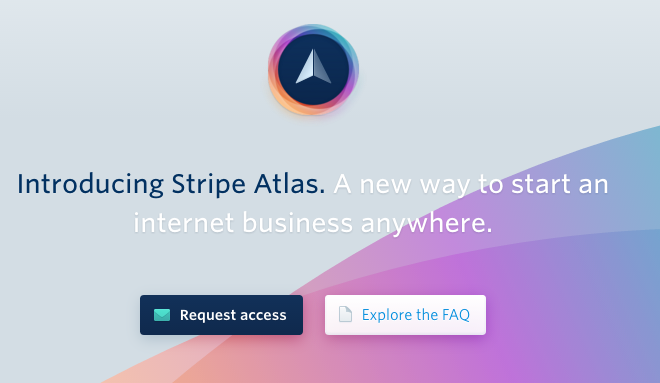 Introducing Stripe Atlas. A new way to start an
internet business anywhere.
Request access
Explore the FAQ